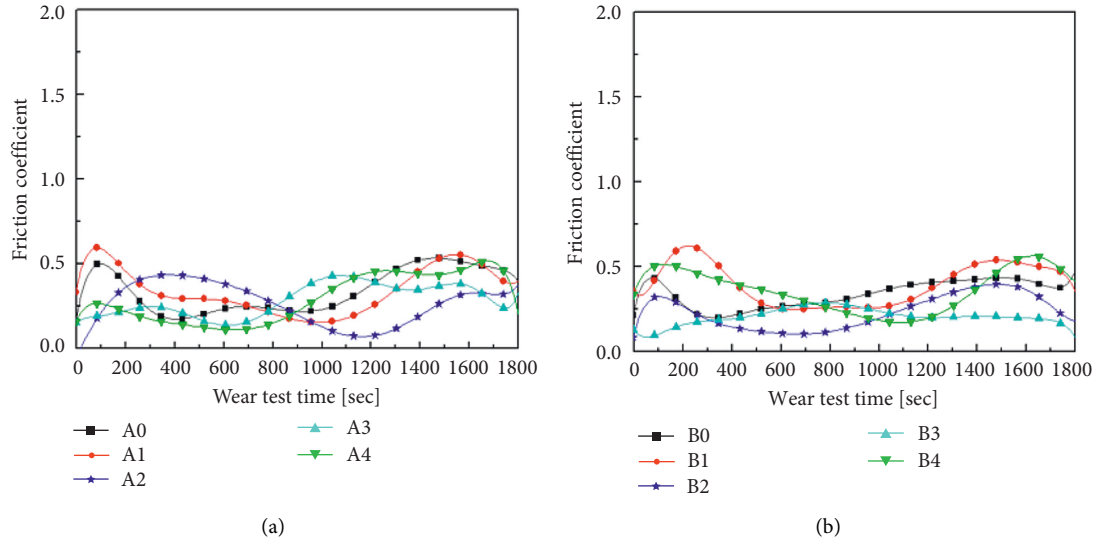 2.0
1.5
1.0
0.5
0.0
Friction coefficient
0 200 400 600 800 1000 1200 1400 1600 1800
Wear test time [sec]
A0
A1
A2
A3
A4
(a)
2.0
1.5
1.0
0.5
0.0
Friction coefficient
0 200 400 600 800 1000 1200 1400 1600 1800
Wear test time [sec]
B0
B1
B2
B3
B4
(b)